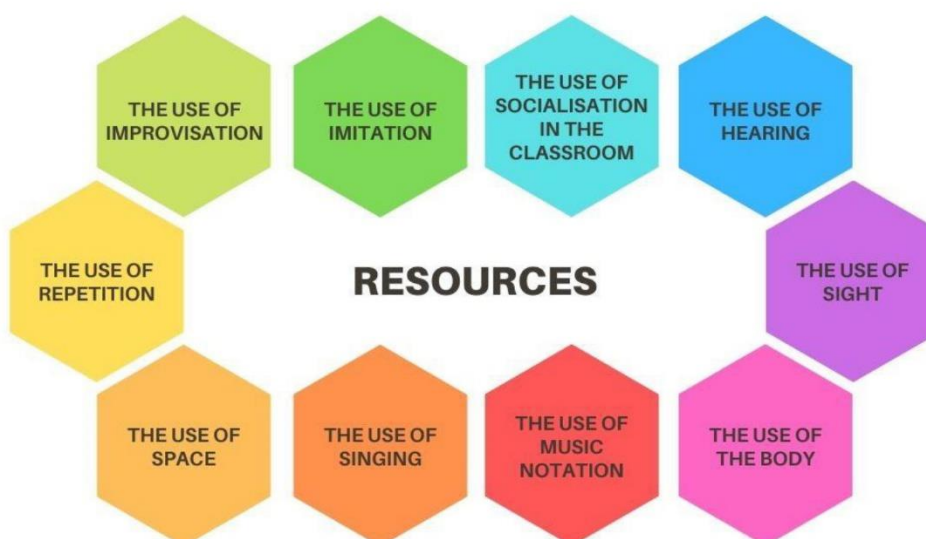 THE USE OF
IMPROVISATION
THE USE OF
IMITATION
THE USE OF
SOCIALISATION
IN THE
CLASSROOM
THE USE OF
HEARING
THE USE OF
REPETITION
RESOURCES
THE USE OF
SIGHT
THE USE OF
SPACE
THE USE OF
SINGING
THE USE OF
MUSIC
NOTATION
THE USE OF
THE BODY